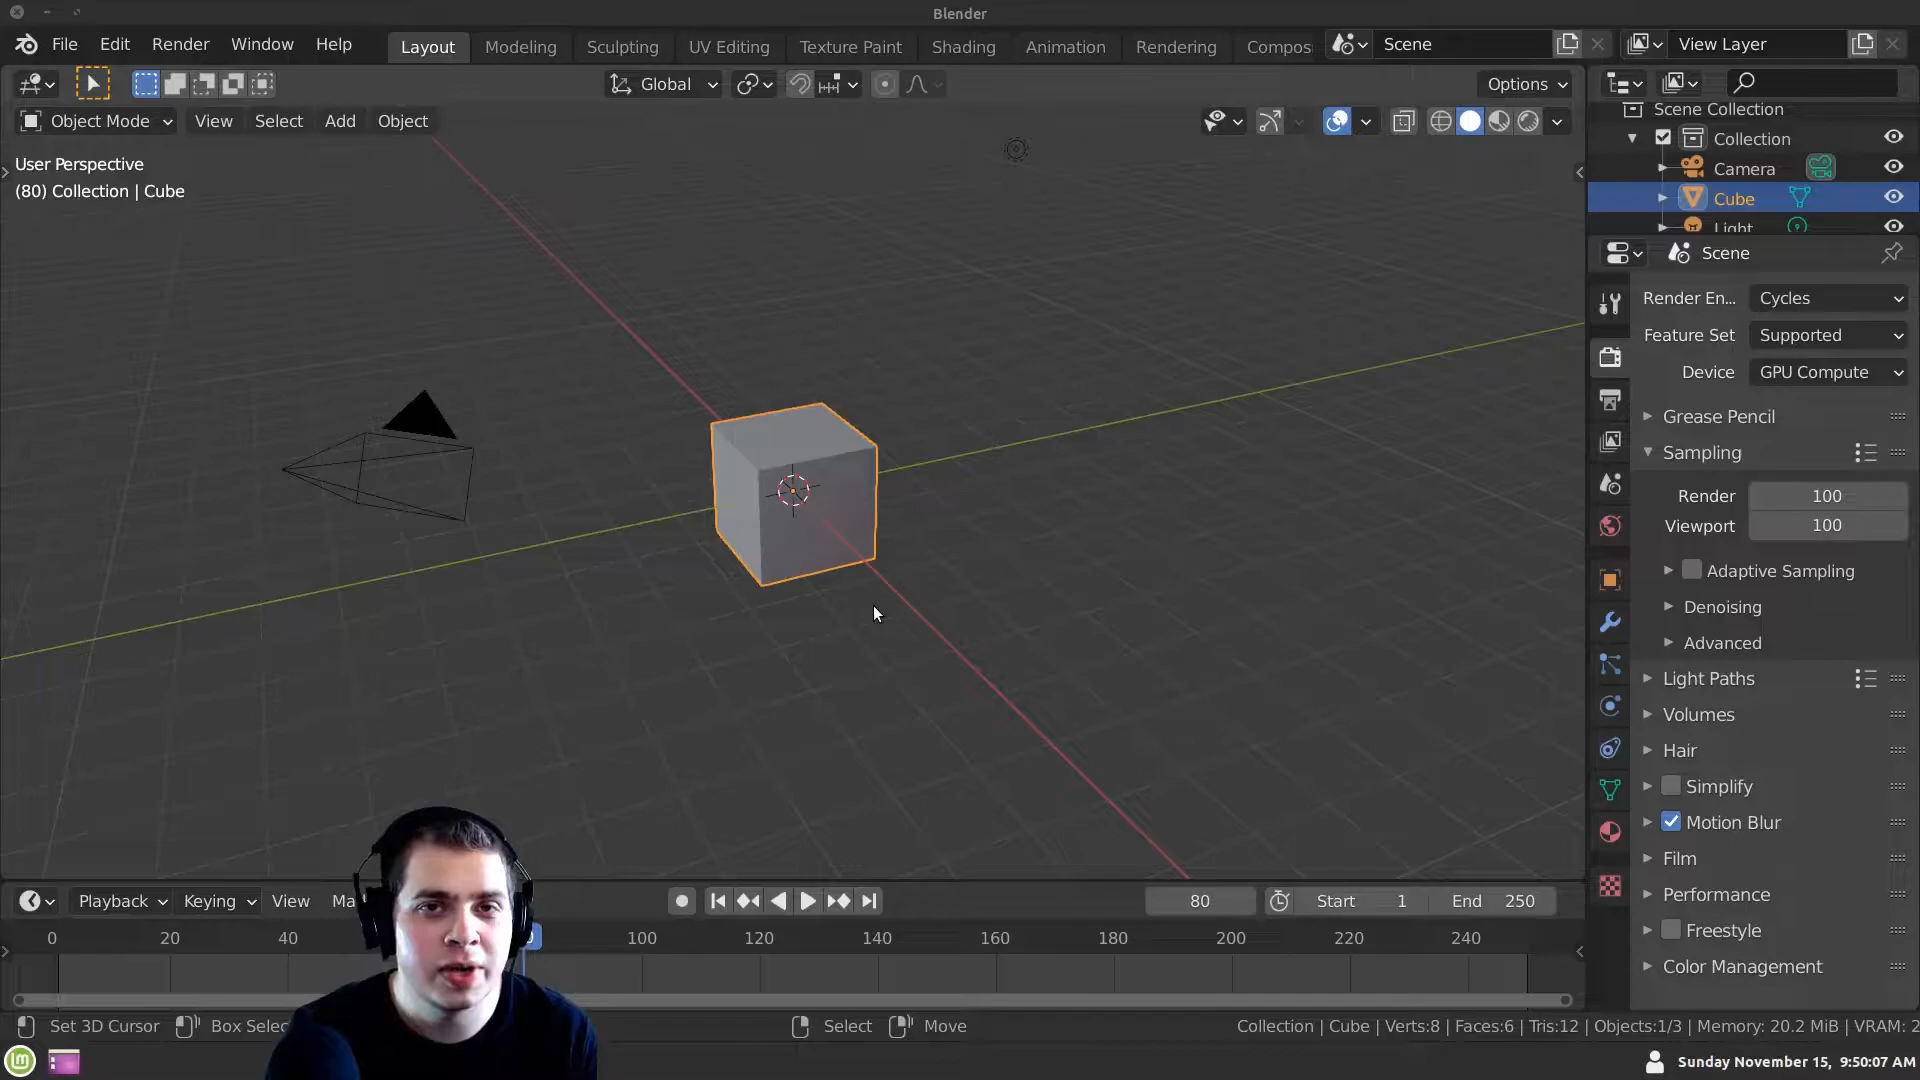 Blender
File Edit Render Window Help
Layout Modeling Sculpting UV Editing Texture Paint Shading Animation Rendering Compos
Scene
View Layer
Global
Options
Object Mode View Select Add Object
User Perspective
(80) Collection | Cube
Scene Collection
Collection
Camera
Cube
Light
Scene
Render En... Cycles
Feature Set Supported
Device GPU Compute
Grease Pencil
Sampling
Render 100
Viewport 100
Adaptive Sampling
Denoising
Advanced
Light Paths
Volumes
Hair
Simplify
Motion Blur
Film
Performance
Freestyle
Color Management
Playback Keying View Ma
80 Start 1 End 250
0 20 40 100 120 140 160 180 200 220 240
Set 3D Cursor Box Selec Select Move
Collection | Cube | Verts:8 | Faces:6 | Tris:12 | Objects:1/3 | Memory: 20.2 MiB | VRAM: 2
Sunday November 15, 9:50:07 AM